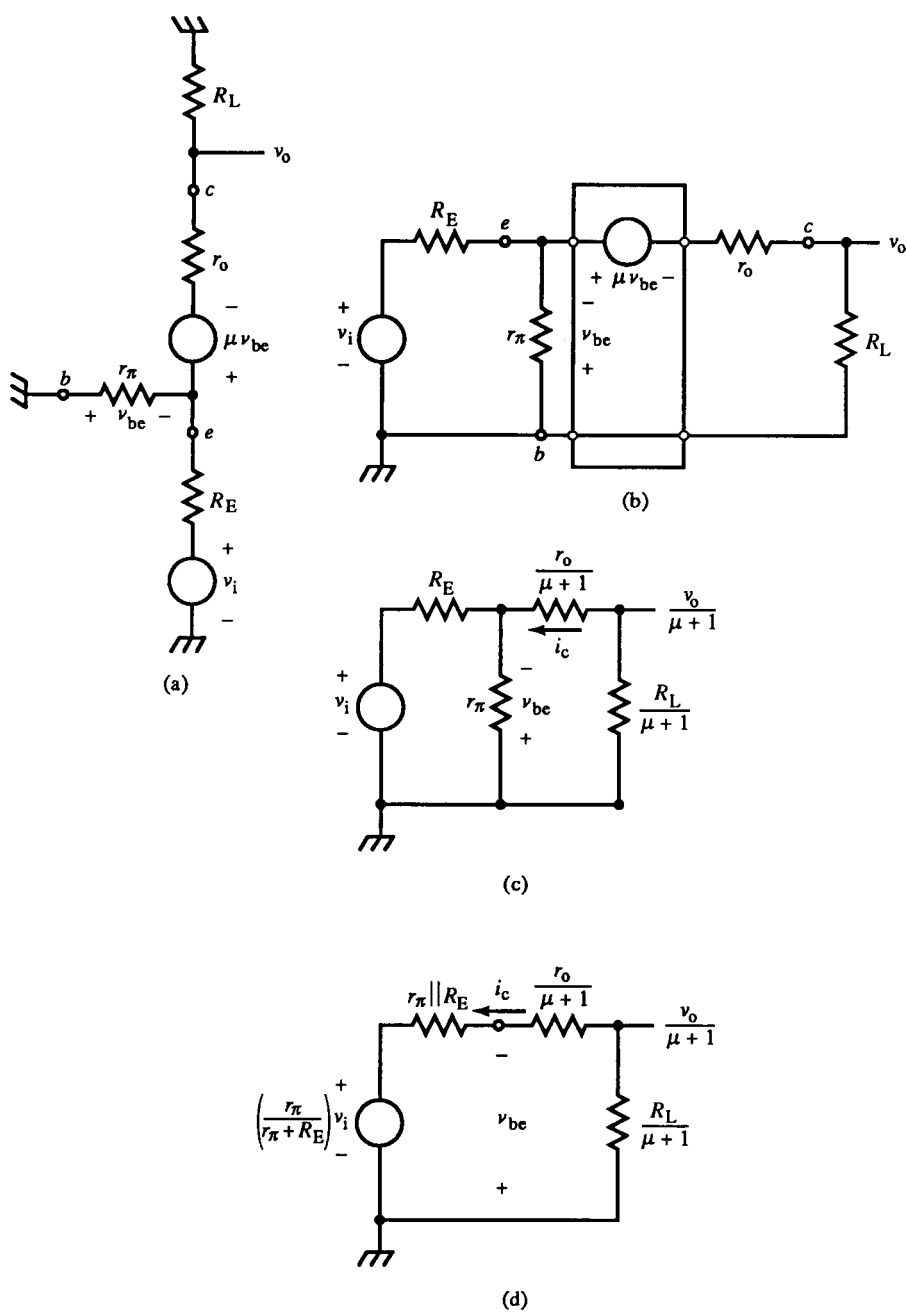 R_L
v_o
c
r_o
−
μv_be
+
b
r_π
+ v_be −
e
R_E
+
v_i
−
(a)
R_E
e
c
v_o
+ μv_be −
r_o
+
v_i
−
r_π
−
v_be
+
R_L
b
(b)
R_E
r_o / μ + 1
v_o / μ + 1
i_c
+
v_i
−
r_π
−
v_be
+
R_L / μ + 1
(c)
r_π || R_E
i_c
r_o / μ + 1
v_o / μ + 1
−
(r_π / r_π + R_E) v_i
+
−
v_be
+
R_L / μ + 1
(d)